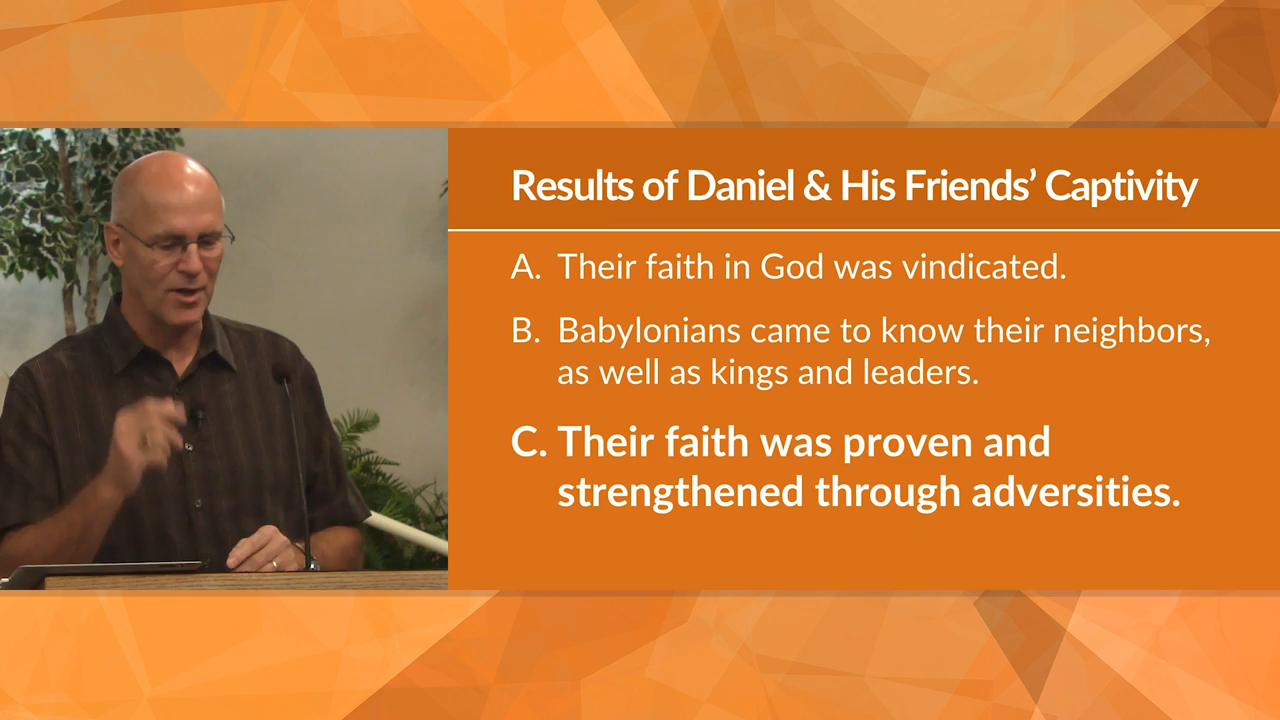 Results of Daniel & His Friends’ Captivity
A. Their faith in God was vindicated.
B. Babylonians came to know their neighbors,
as well as kings and leaders.
C. Their faith was proven and
strengthened through adversities.